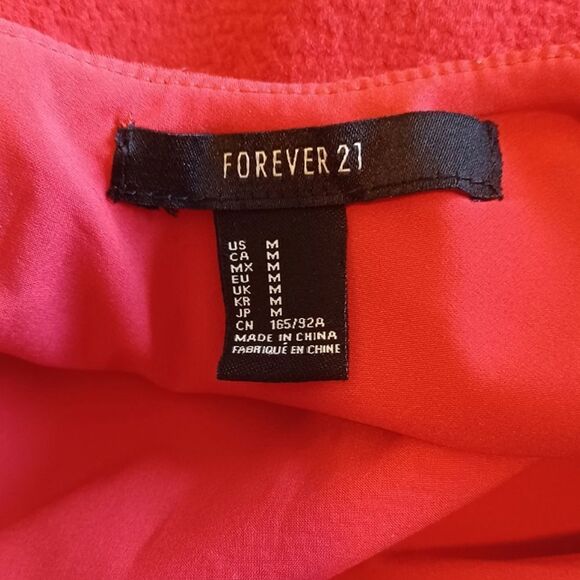 FOREVER 21
US M
CA M
MX M
EU M
UK M
KR M
JP M
CN 165/92A
MADE IN CHINA
FABRIQUÉ EN CHINE